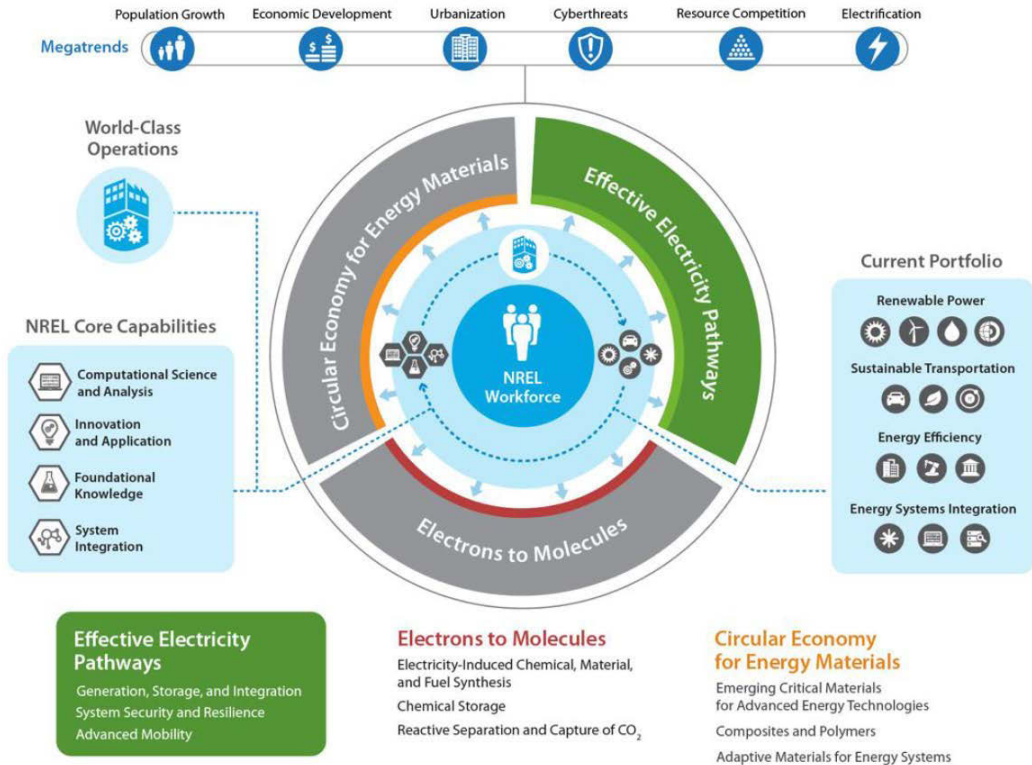 Population Growth
Economic Development
Urbanization
Cyberthreats
Resource Competition
Electrification
Megatrends
World-Class
Operations
Circular Economy for Energy Materials
Effective Electricity Pathways
Electrons to Molecules
NREL
Workforce
NREL Core Capabilities
Computational Science
and Analysis
Innovation
and Application
Foundational
Knowledge
System
Integration
Current Portfolio
Renewable Power
Sustainable Transportation
Energy Efficiency
Energy Systems Integration
Effective Electricity
Pathways
Generation, Storage, and Integration
System Security and Resilience
Advanced Mobility
Electrons to Molecules
Electricity-Induced Chemical, Material,
and Fuel Synthesis
Chemical Storage
Reactive Separation and Capture of CO₂
Circular Economy
for Energy Materials
Emerging Critical Materials
for Advanced Energy Technologies
Composites and Polymers
Adaptive Materials for Energy Systems